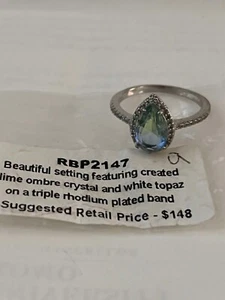 RBP2147
Beautiful setting featuring created
lime ombre crystal and white topaz
on a triple rhodium plated band
Suggested Retail Price - $148